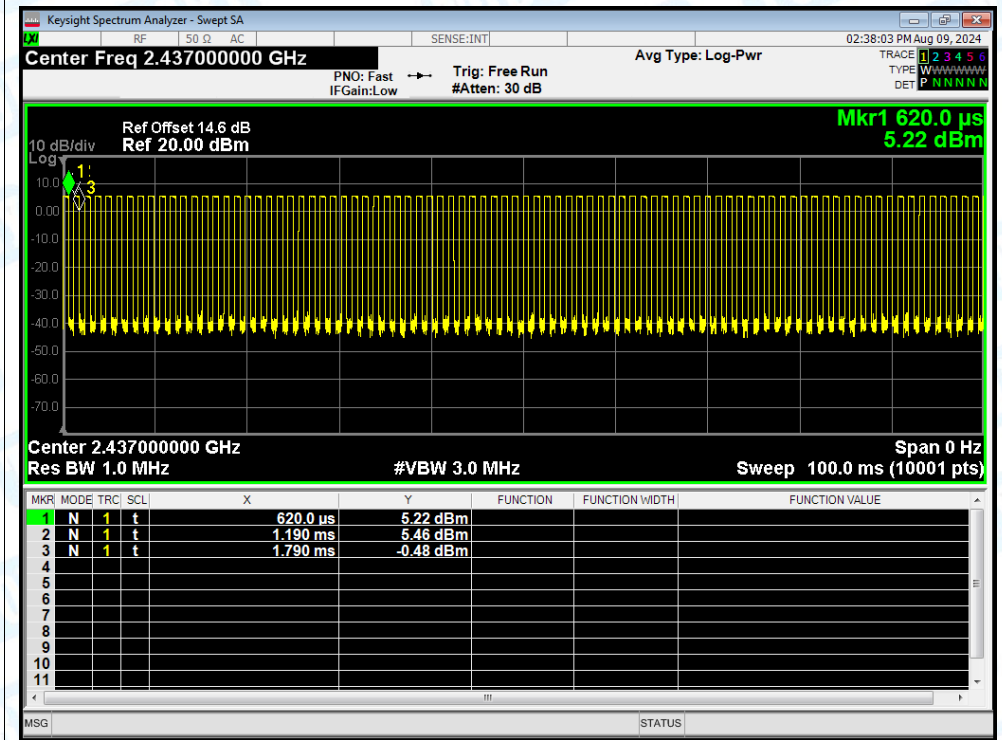 Keysight Spectrum Analyzer - Swept SA
LXI RF 50 Ω AC SENSE:INT 02:38:03 PM Aug 09, 2024
Center Freq 2.437000000 GHz
PNO: Fast
IFGain:Low
Trig: Free Run
#Atten: 30 dB
Avg Type: Log-Pwr
TRACE 1 2 3 4 5 6
TYPE WWWWWW
DET P N N N N N
Mkr1 620.0 µs
5.22 dBm
Ref Offset 14.6 dB
10 dB/div Ref 20.00 dBm
Log
1
3
10.0
0.00
-10.0
-20.0
-30.0
-40.0
-50.0
-60.0
-70.0
Center 2.437000000 GHz Span 0 Hz
Res BW 1.0 MHz #VBW 3.0 MHz Sweep 100.0 ms (10001 pts)
MKR MODE TRC SCL X Y FUNCTION FUNCTION WIDTH FUNCTION VALUE
1 N 1 t 620.0 µs 5.22 dBm
2 N 1 t 1.190 ms 5.46 dBm
3 N 1 t 1.790 ms -0.48 dBm
4
5
6
7
8
9
10
11
MSG STATUS